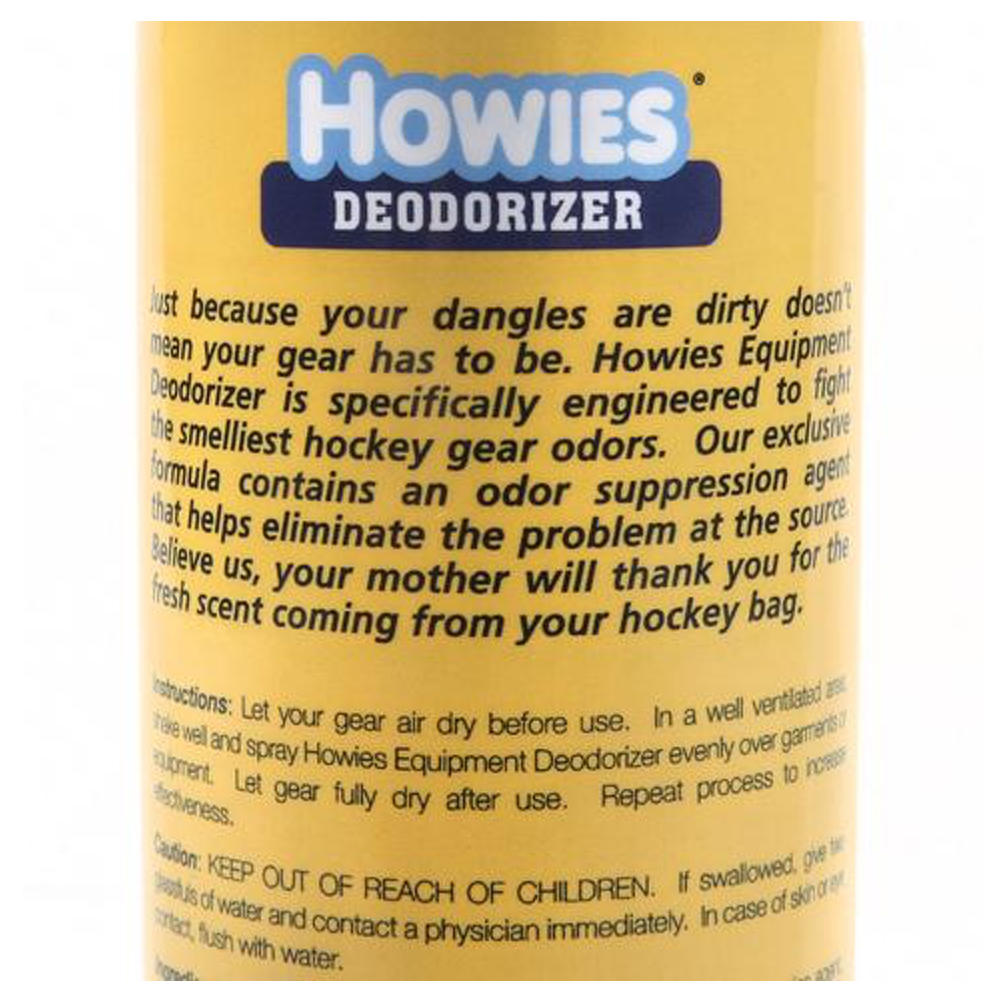 HOWIES®
DEODORIZER
Just because your dangles are dirty doesn't
mean your gear has to be. Howies Equipment
Deodorizer is specifically engineered to fight
the smelliest hockey gear odors. Our exclusive
formula contains an odor suppression agent
that helps eliminate the problem at the source.
Believe us, your mother will thank you for the
fresh scent coming from your hockey bag.
Instructions: Let your gear air dry before use. In a well ventilated area,
shake well and spray Howies Equipment Deodorizer evenly over garments or
equipment. Let gear fully dry after use. Repeat process to increase
effectiveness.
Caution: KEEP OUT OF REACH OF CHILDREN. If swallowed, give two
glassfuls of water and contact a physician immediately. In case of skin or eye
contact, flush with water.